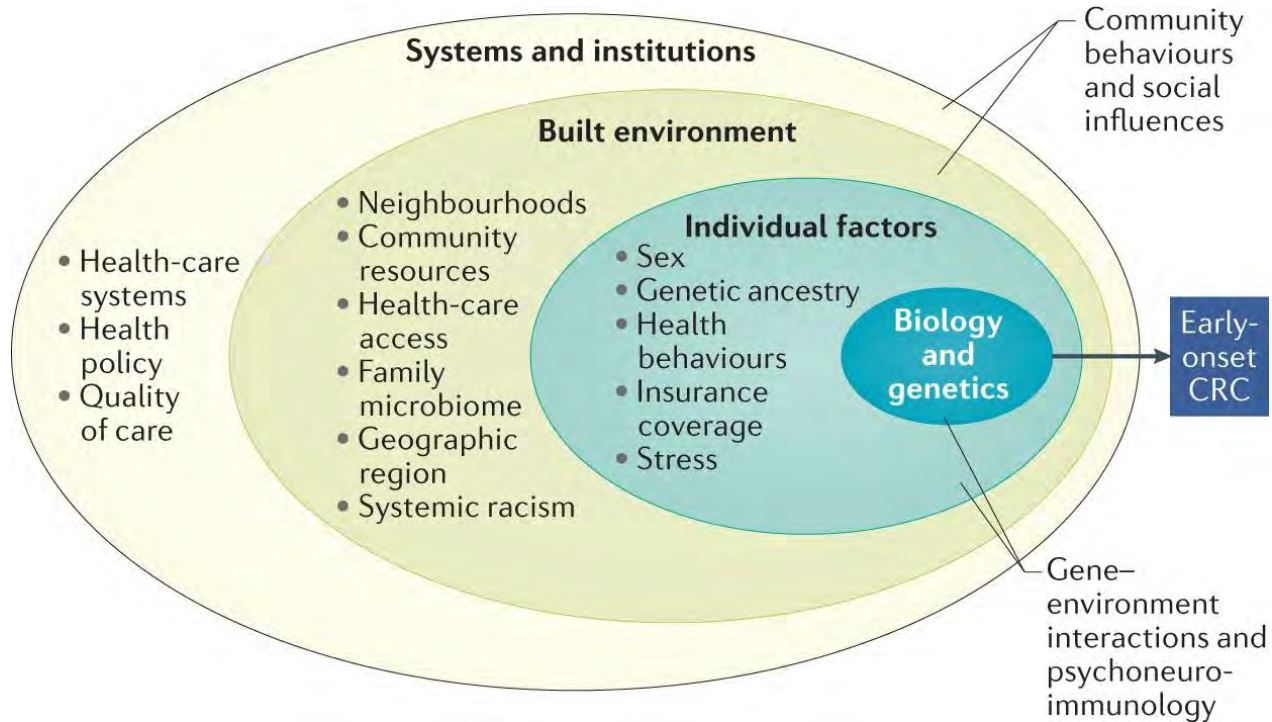 Systems and institutions
• Health-care
systems
• Health
policy
• Quality
of care
Built environment
• Neighbourhoods
• Community
resources
• Health-care
access
• Family
microbiome
• Geographic
region
• Systemic racism
Individual factors
• Sex
• Genetic ancestry
• Health
behaviours
• Insurance
coverage
• Stress
Biology
and
genetics
Community
behaviours
and social
influences
Early-
onset
CRC
Gene–
environment
interactions and
psychoneuro-
immunology